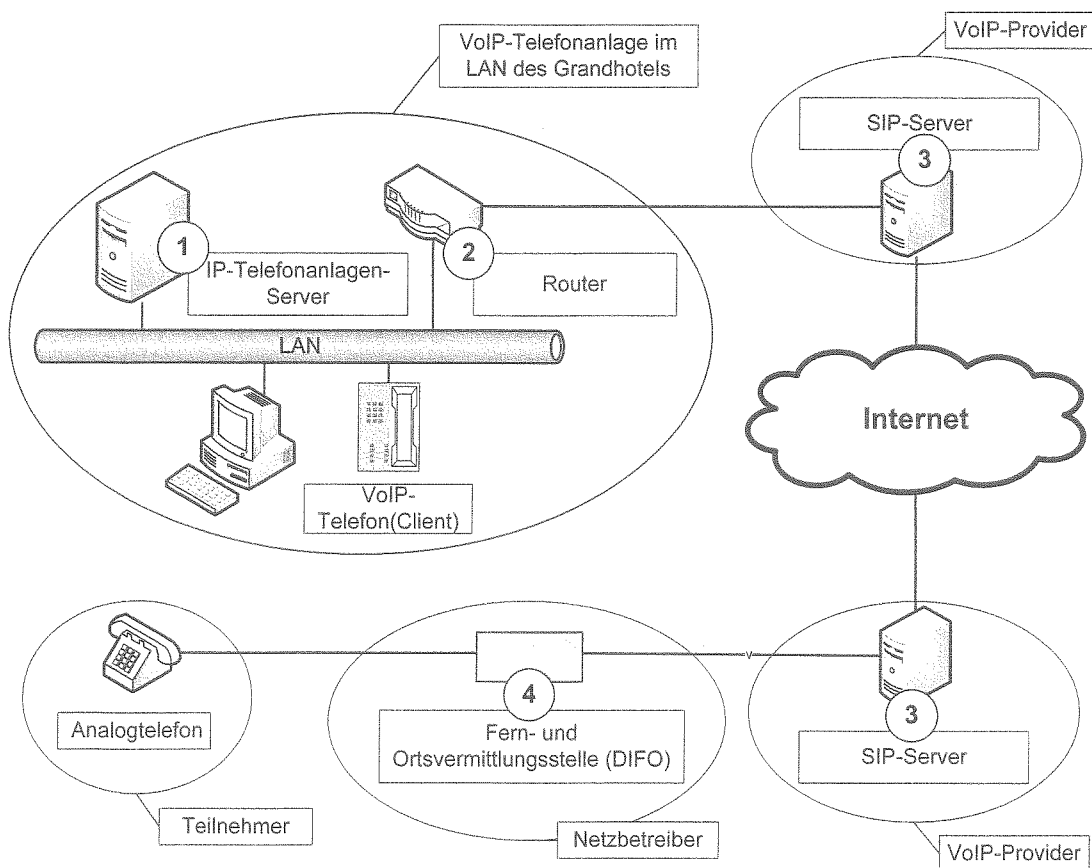 VoIP-Telefonanlage im
LAN des Grandhotels
VoIP-Provider
SIP-Server
3
1
IP-Telefonanlagen-
Server
2
Router
LAN
Internet
VoIP-
Telefon(Client)
Analogtelefon
Teilnehmer
4
Fern- und
Ortsvermittlungsstelle (DIFO)
Netzbetreiber
3
SIP-Server
VoIP-Provider